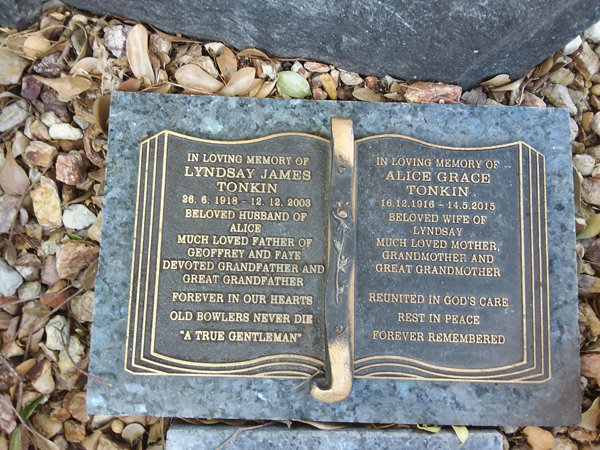 IN LOVING MEMORY OF
LYNDSAY JAMES
TONKIN
26. 6. 1918 - 12. 12. 2003
BELOVED HUSBAND OF
ALICE
MUCH LOVED FATHER OF
GEOFFREY AND FAYE
DEVOTED GRANDFATHER AND
GREAT GRANDFATHER
FOREVER IN OUR HEARTS
OLD BOWLERS NEVER DIE
"A TRUE GENTLEMAN"
IN LOVING MEMORY OF
ALICE GRACE
TONKIN
16.12.1916 - 14.5.2015
BELOVED WIFE OF
LYNDSAY
MUCH LOVED MOTHER,
GRANDMOTHER AND
GREAT GRANDMOTHER
REUNITED IN GOD'S CARE
REST IN PEACE
FOREVER REMEMBERED